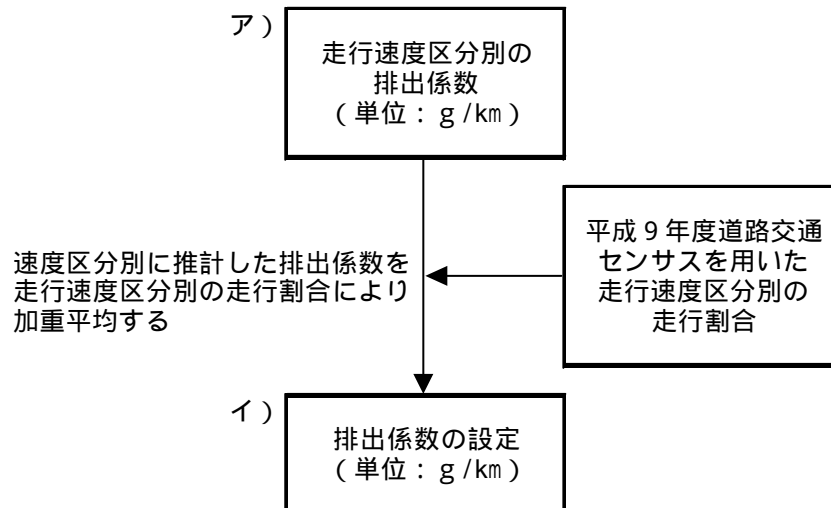 ア）
走行速度区分別の
排出係数
（単位：ｇ/㎞）
速度区分別に推計した排出係数を
走行速度区分別の走行割合により
加重平均する
平成９年度道路交通
センサスを用いた
走行速度区分別の
走行割合
イ）
排出係数の設定
（単位：ｇ/㎞）